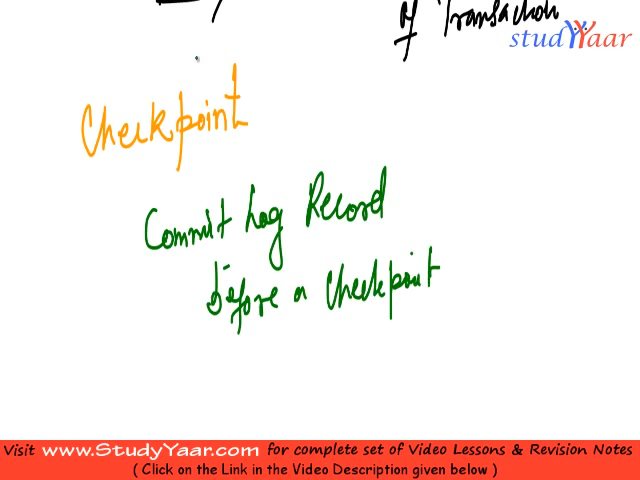 of Transaction
studYYaar
Checkpoint
Commit Log Record
before a checkpoint
Visit www.StudyYaar.com for complete set of Video Lessons & Revision Notes
( Click on the Link in the Video Description given below )